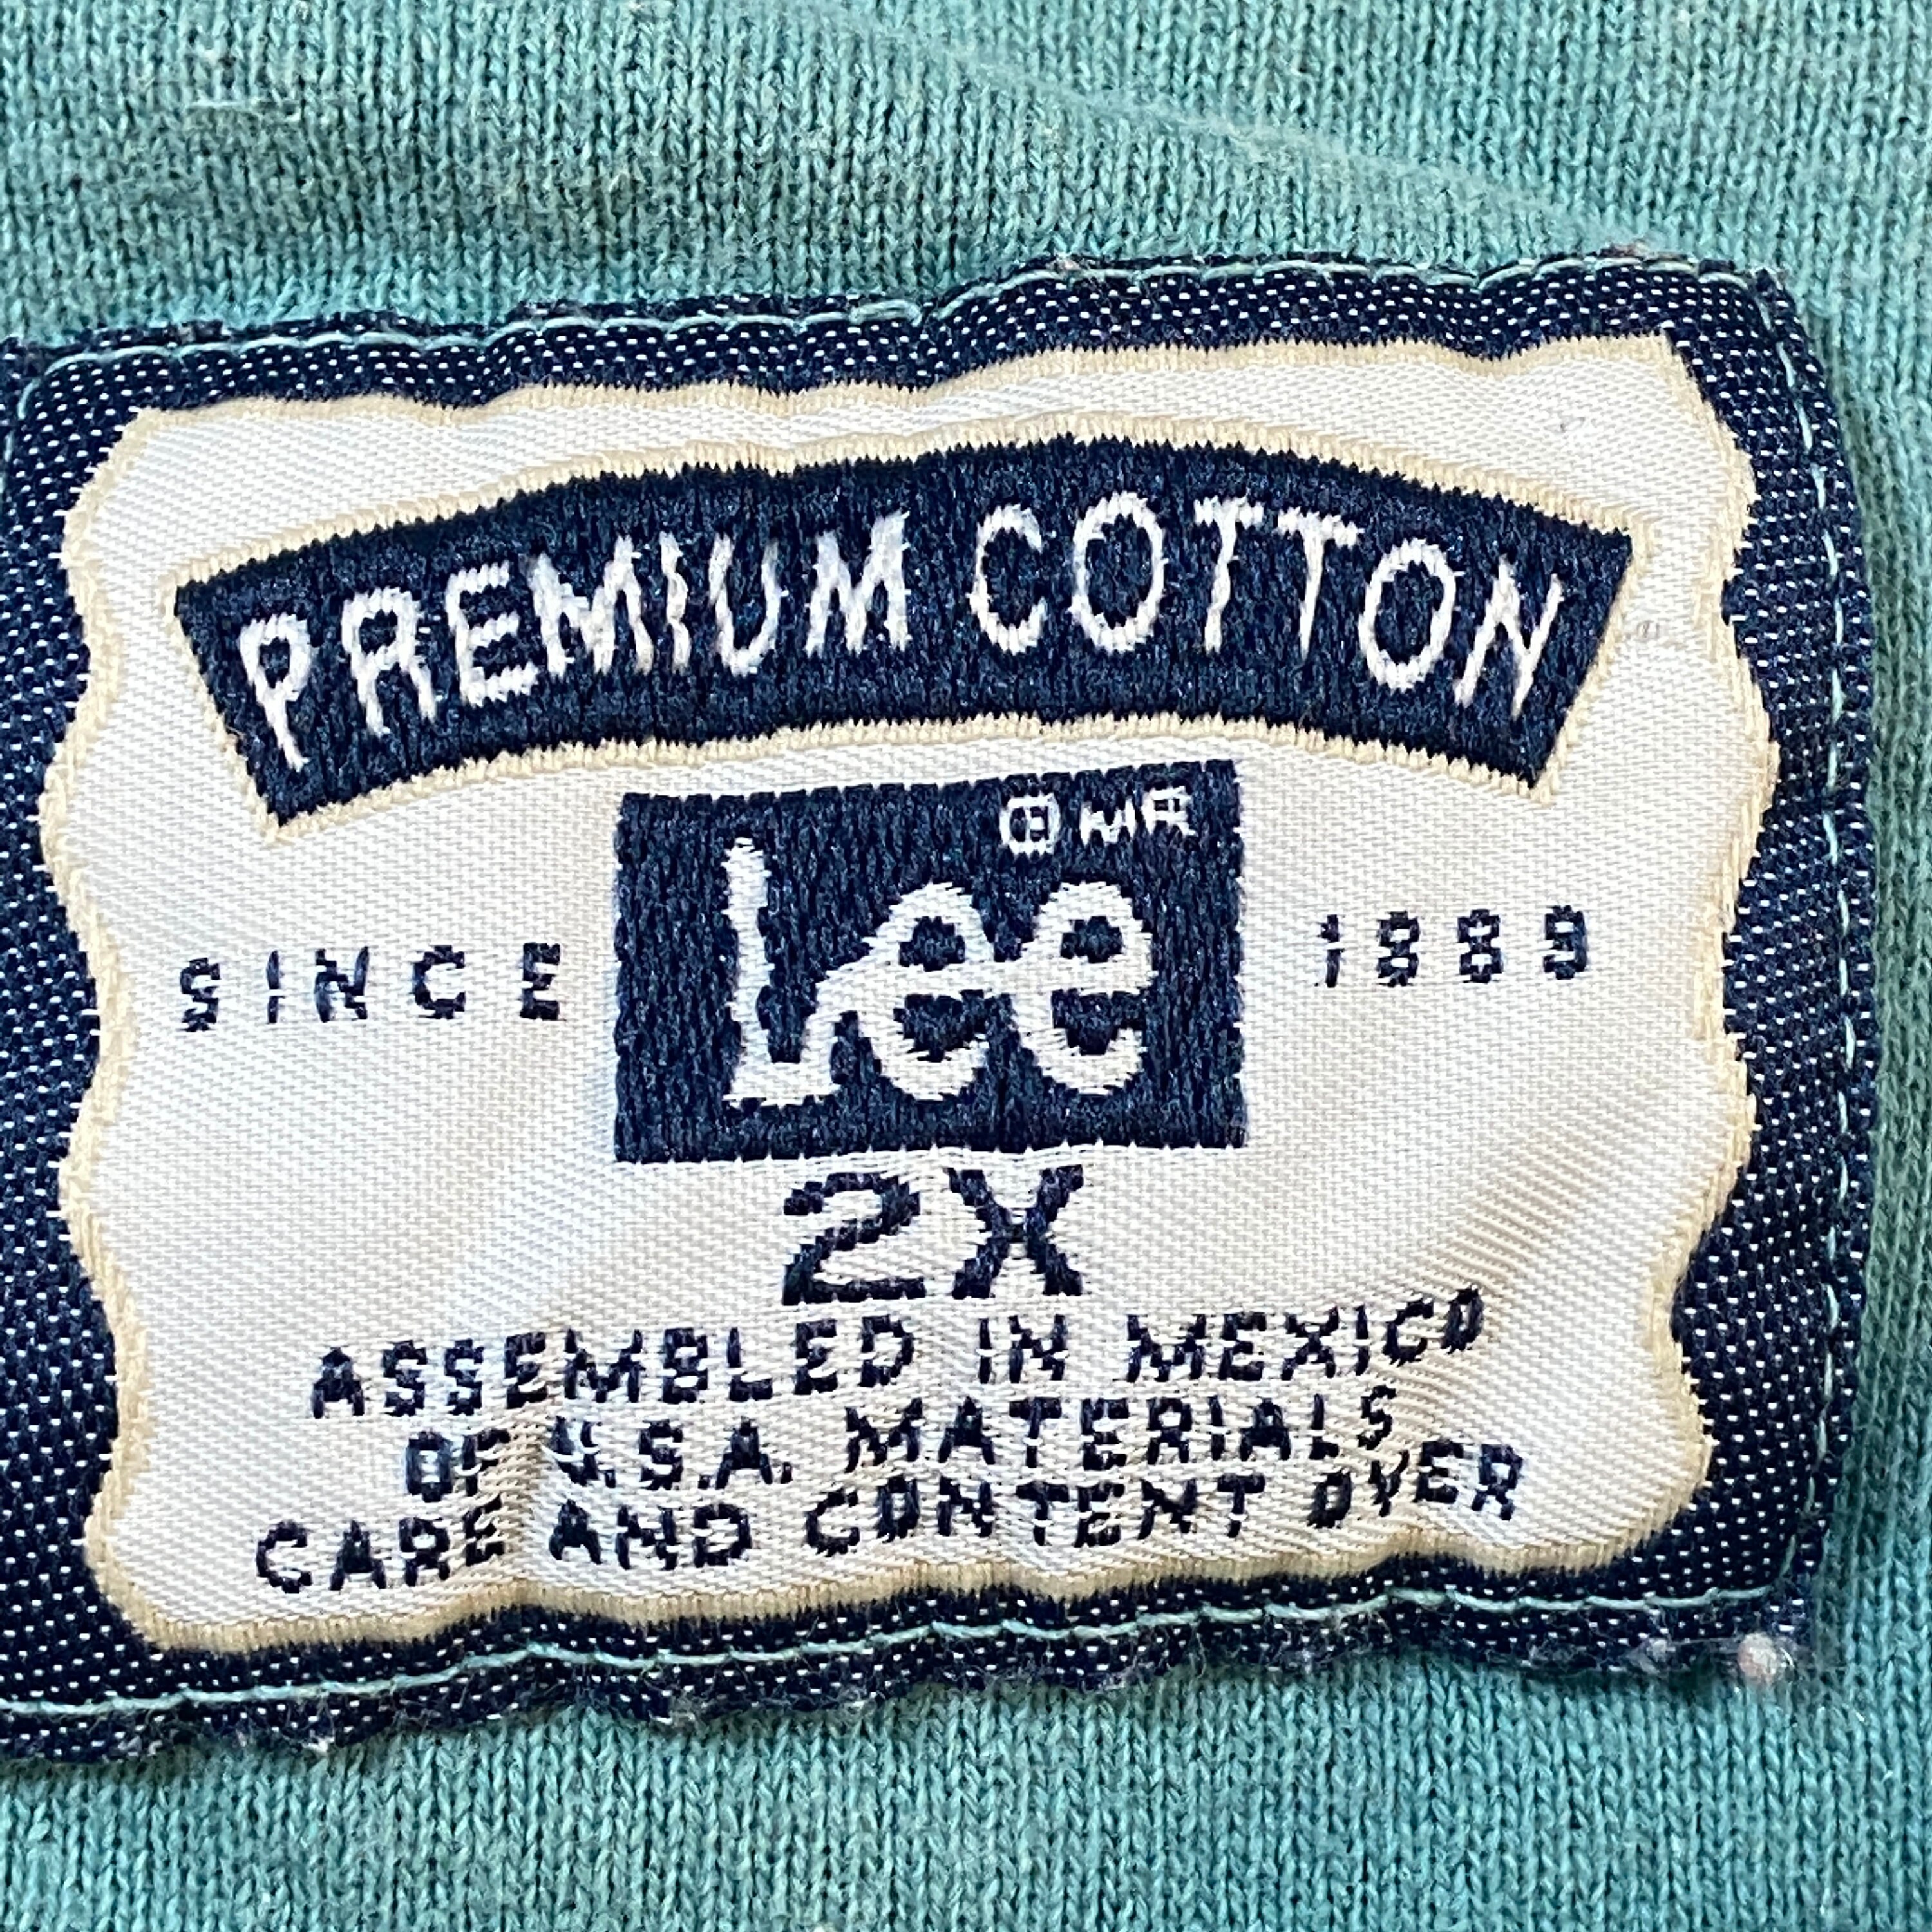 PREMIUM COTTON
® MR
SINCE Lee 1889
2X
ASSEMBLED IN MEXICO
OF U.S.A. MATERIALS
CARE AND CONTENT OVER